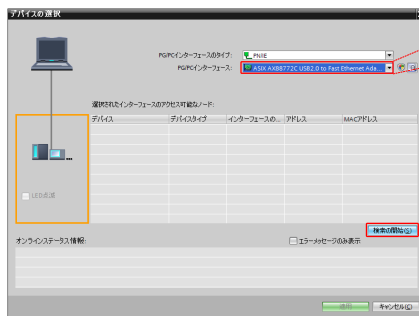 デバイスの選択
PG/PCインターフェースのタイプ: PN/IE
PG/PCインターフェース: ASIX AX88772C USB2.0 to Fast Ethernet Ada...
選択されたインターフェースのアクセス可能なノード:
デバイス デバイスタイプ インターフェースの... アドレス MACアドレス
LED点滅
検索の開始(S)
オンラインステータス情報: エラーメッセージのみ表示
適用 キャンセル(C)